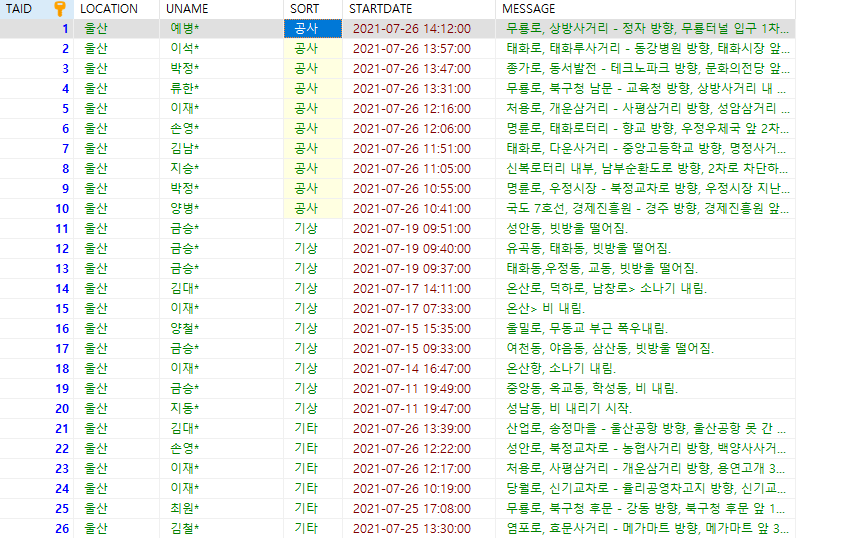 TAID LOCATION UNAME SORT STARTDATE MESSAGE
1 울산 예병* 공사 2021-07-26 14:12:00 무룡로, 상방사거리 - 정자 방향, 무룡터널 입구 1차...
2 울산 이석* 공사 2021-07-26 13:57:00 태화로, 태화루사거리 - 동강병원 방향, 태화시장 앞...
3 울산 박정* 공사 2021-07-26 13:47:00 종가로, 동서발전 - 테크노파크 방향, 문화의전당 앞...
4 울산 류한* 공사 2021-07-26 13:31:00 무룡로, 북구청 남문 - 교육청 방향, 상방사거리 내 ...
5 울산 이재* 공사 2021-07-26 12:16:00 처용로, 개운삼거리 - 사평삼거리 방향, 성암삼거리 ...
6 울산 손영* 공사 2021-07-26 12:06:00 명륜로, 태화로터리 - 향교 방향, 우정우체국 앞 2차...
7 울산 김남* 공사 2021-07-26 11:51:00 태화로, 다운사거리 - 중앙고등학교 방향, 명정사거...
8 울산 지승* 공사 2021-07-26 11:05:00 신복로터리 내부, 남부순환도로 방향, 2차로 차단하...
9 울산 박정* 공사 2021-07-26 10:55:00 명륜로, 우정시장 - 북정교차로 방향, 우정시장 지난...
10 울산 양병* 공사 2021-07-26 10:41:00 국도 7호선, 경제진흥원 - 경주 방향, 경제진흥원 앞...
11 울산 금승* 기상 2021-07-19 09:51:00 성안동, 빗방울 떨어짐.
12 울산 금승* 기상 2021-07-19 09:40:00 유곡동, 태화동, 빗방울 떨어짐.
13 울산 금승* 기상 2021-07-19 09:37:00 태화동,우정동, 교동, 빗방울 떨어짐.
14 울산 김대* 기상 2021-07-17 14:11:00 온산로, 덕하로, 남창로> 소나기 내림.
15 울산 이재* 기상 2021-07-17 07:33:00 온산> 비 내림.
16 울산 양철* 기상 2021-07-15 15:35:00 울밀로, 무동교 부근 폭우내림.
17 울산 금승* 기상 2021-07-15 09:33:00 여천동, 야음동, 삼산동, 빗방울 떨어짐.
18 울산 이재* 기상 2021-07-14 16:47:00 온산항, 소나기 내림.
19 울산 금승* 기상 2021-07-11 19:49:00 중앙동, 옥교동, 학성동, 비 내림.
20 울산 지동* 기상 2021-07-11 19:47:00 성남동, 비 내리기 시작.
21 울산 김대* 기타 2021-07-26 13:39:00 산업로, 송정마을 - 울산공항 방향, 울산공항 못 간 ...
22 울산 손영* 기타 2021-07-26 12:22:00 성안로, 북정교차로 - 농협사거리 방향, 백양사사거...
23 울산 이재* 기타 2021-07-26 12:17:00 처용로, 사평삼거리 - 개운삼거리 방향, 용연고개 3...
24 울산 이재* 기타 2021-07-26 10:19:00 당월로, 신기교차로 - 율리공영차고지 방향, 신기교...
25 울산 최원* 기타 2021-07-25 17:08:00 무룡로, 북구청 후문 - 강동 방향, 북구청 후문 앞 1...
26 울산 김철* 기타 2021-07-25 13:30:00 염포로, 효문사거리 - 메가마트 방향, 메가마트 앞 3...